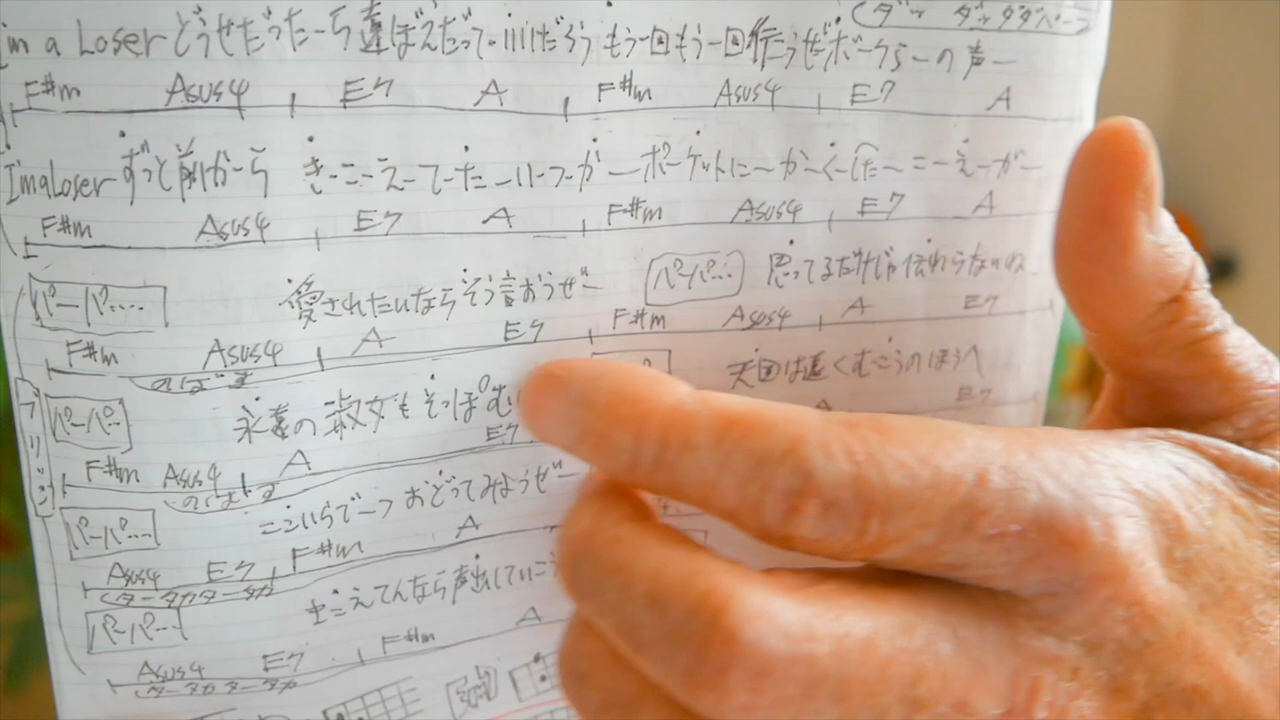 (ダッ ダッダダパーン
I'm a Loser どうせだったーら遠ぼえだっていいだろう もう一回もう一回行こうぜボークらーの声ー
F#m Asus4 E7 A F#m Asus4 E7 A
I'm a Loser ずっと前かーら きーこーえーてーたーいーつーかーポーケットにーかーくーしたーこーえーがー
F#m Asus4 E7 A F#m Asus4 E7 A
パーパ…… 愛されたいならそう言おうぜー パーパ… 思ってるだけじゃ伝わらないね
F#m Asus4 A E7 F#m Asus4 A E7
のばす
パーパ… 永遠の淑女もそっぽむい 天国は遠くむこうのほうへ
E7 A E7
F#m Asus4 A
のばす
ブリッジ
パーパ…. ここいらでーつ おどってみようぜー
Asus4 E7 F#m A
(タータカタータカ
パーパ… きこえてんなら声出していこう
Asus4 E7 F#m A
(タータカタータカ